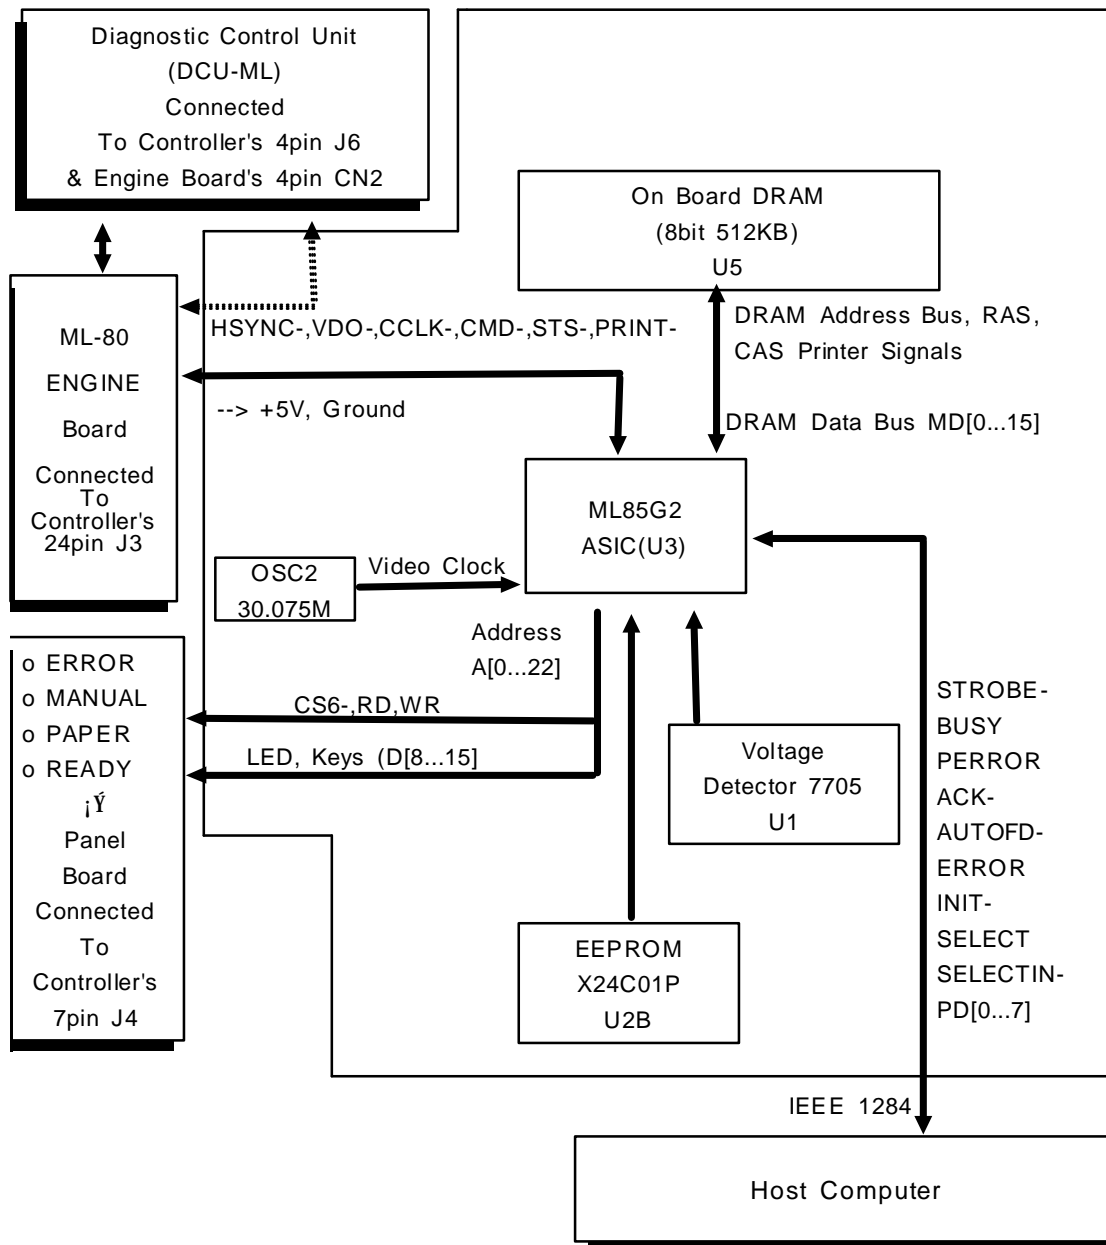 Diagnostic Control Unit
(DCU-ML)
Connected
To Controller's 4pin J6
& Engine Board's 4pin CN2
On Board DRAM
(8bit 512KB)
U5
ML-80
ENGINE
Board
Connected
To
Controller's
24pin J3
HSYNC-,VDO-,CCLK-,CMD-,STS-,PRINT-
--> +5V, Ground
DRAM Address Bus, RAS,
CAS Printer Signals
DRAM Data Bus MD[0...15]
ML85G2
ASIC(U3)
OSC2
30.075M
Video Clock
Address
A[0...22]
o ERROR
o MANUAL
o PAPER
o READY
¡Ý
Panel
Board
Connected
To
Controller's
7pin J4
CS6-,RD,WR
LED, Keys (D[8...15]
Voltage
Detector 7705
U1
EEPROM
X24C01P
U2B
STROBE-
BUSY
PERROR
ACK-
AUTOFD-
ERROR
INIT-
SELECT
SELECTIN-
PD[0...7]
IEEE 1284
Host Computer